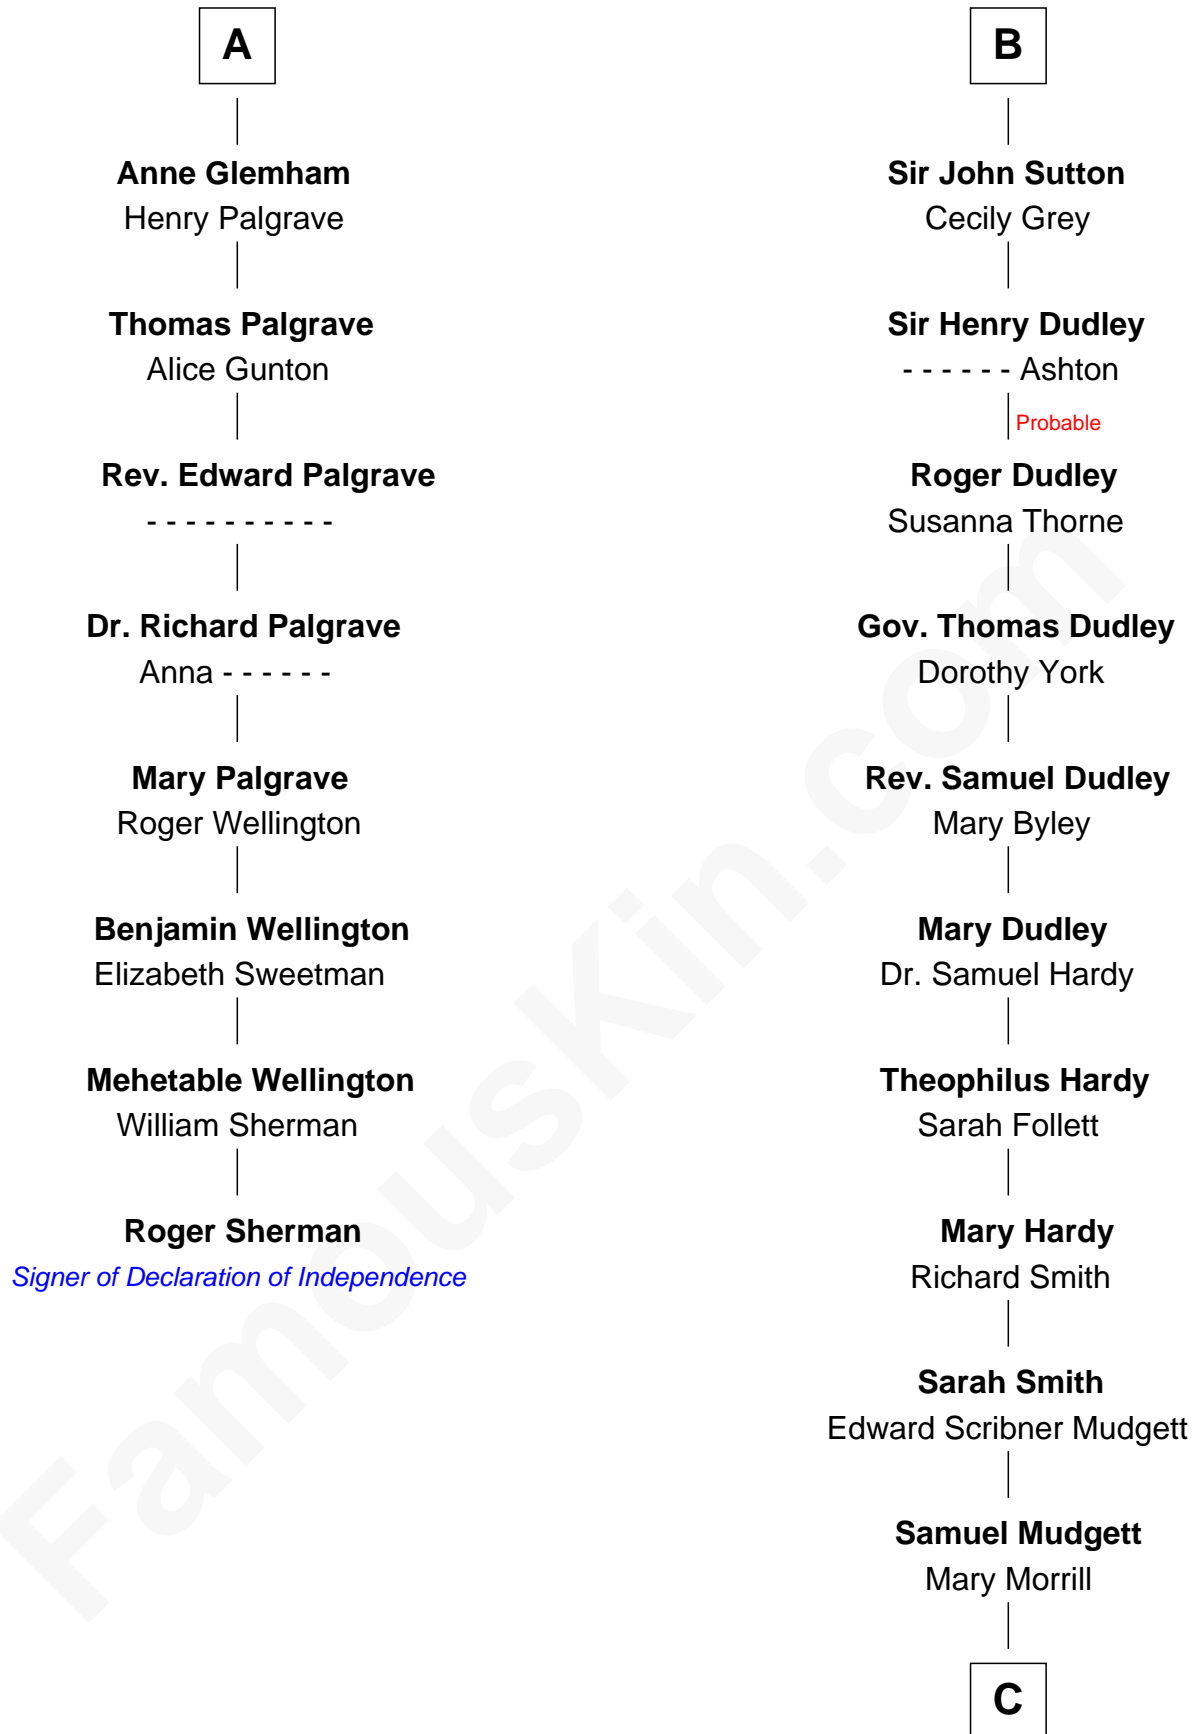 A
Anne Glemham
Henry Palgrave
Thomas Palgrave
Alice Gunton
Rev. Edward Palgrave
- - - - - - - - - -
Dr. Richard Palgrave
Anna - - - - - -
Mary Palgrave
Roger Wellington
Benjamin Wellington
Elizabeth Sweetman
Mehetable Wellington
William Sherman
Roger Sherman
Signer of Declaration of Independence
B
Sir John Sutton
Cecily Grey
Sir Henry Dudley
- - - - - - Ashton
Probable
Roger Dudley
Susanna Thorne
Gov. Thomas Dudley
Dorothy York
Rev. Samuel Dudley
Mary Byley
Mary Dudley
Dr. Samuel Hardy
Theophilus Hardy
Sarah Follett
Mary Hardy
Richard Smith
Sarah Smith
Edward Scribner Mudgett
Samuel Mudgett
Mary Morrill
C
FamousKin.com